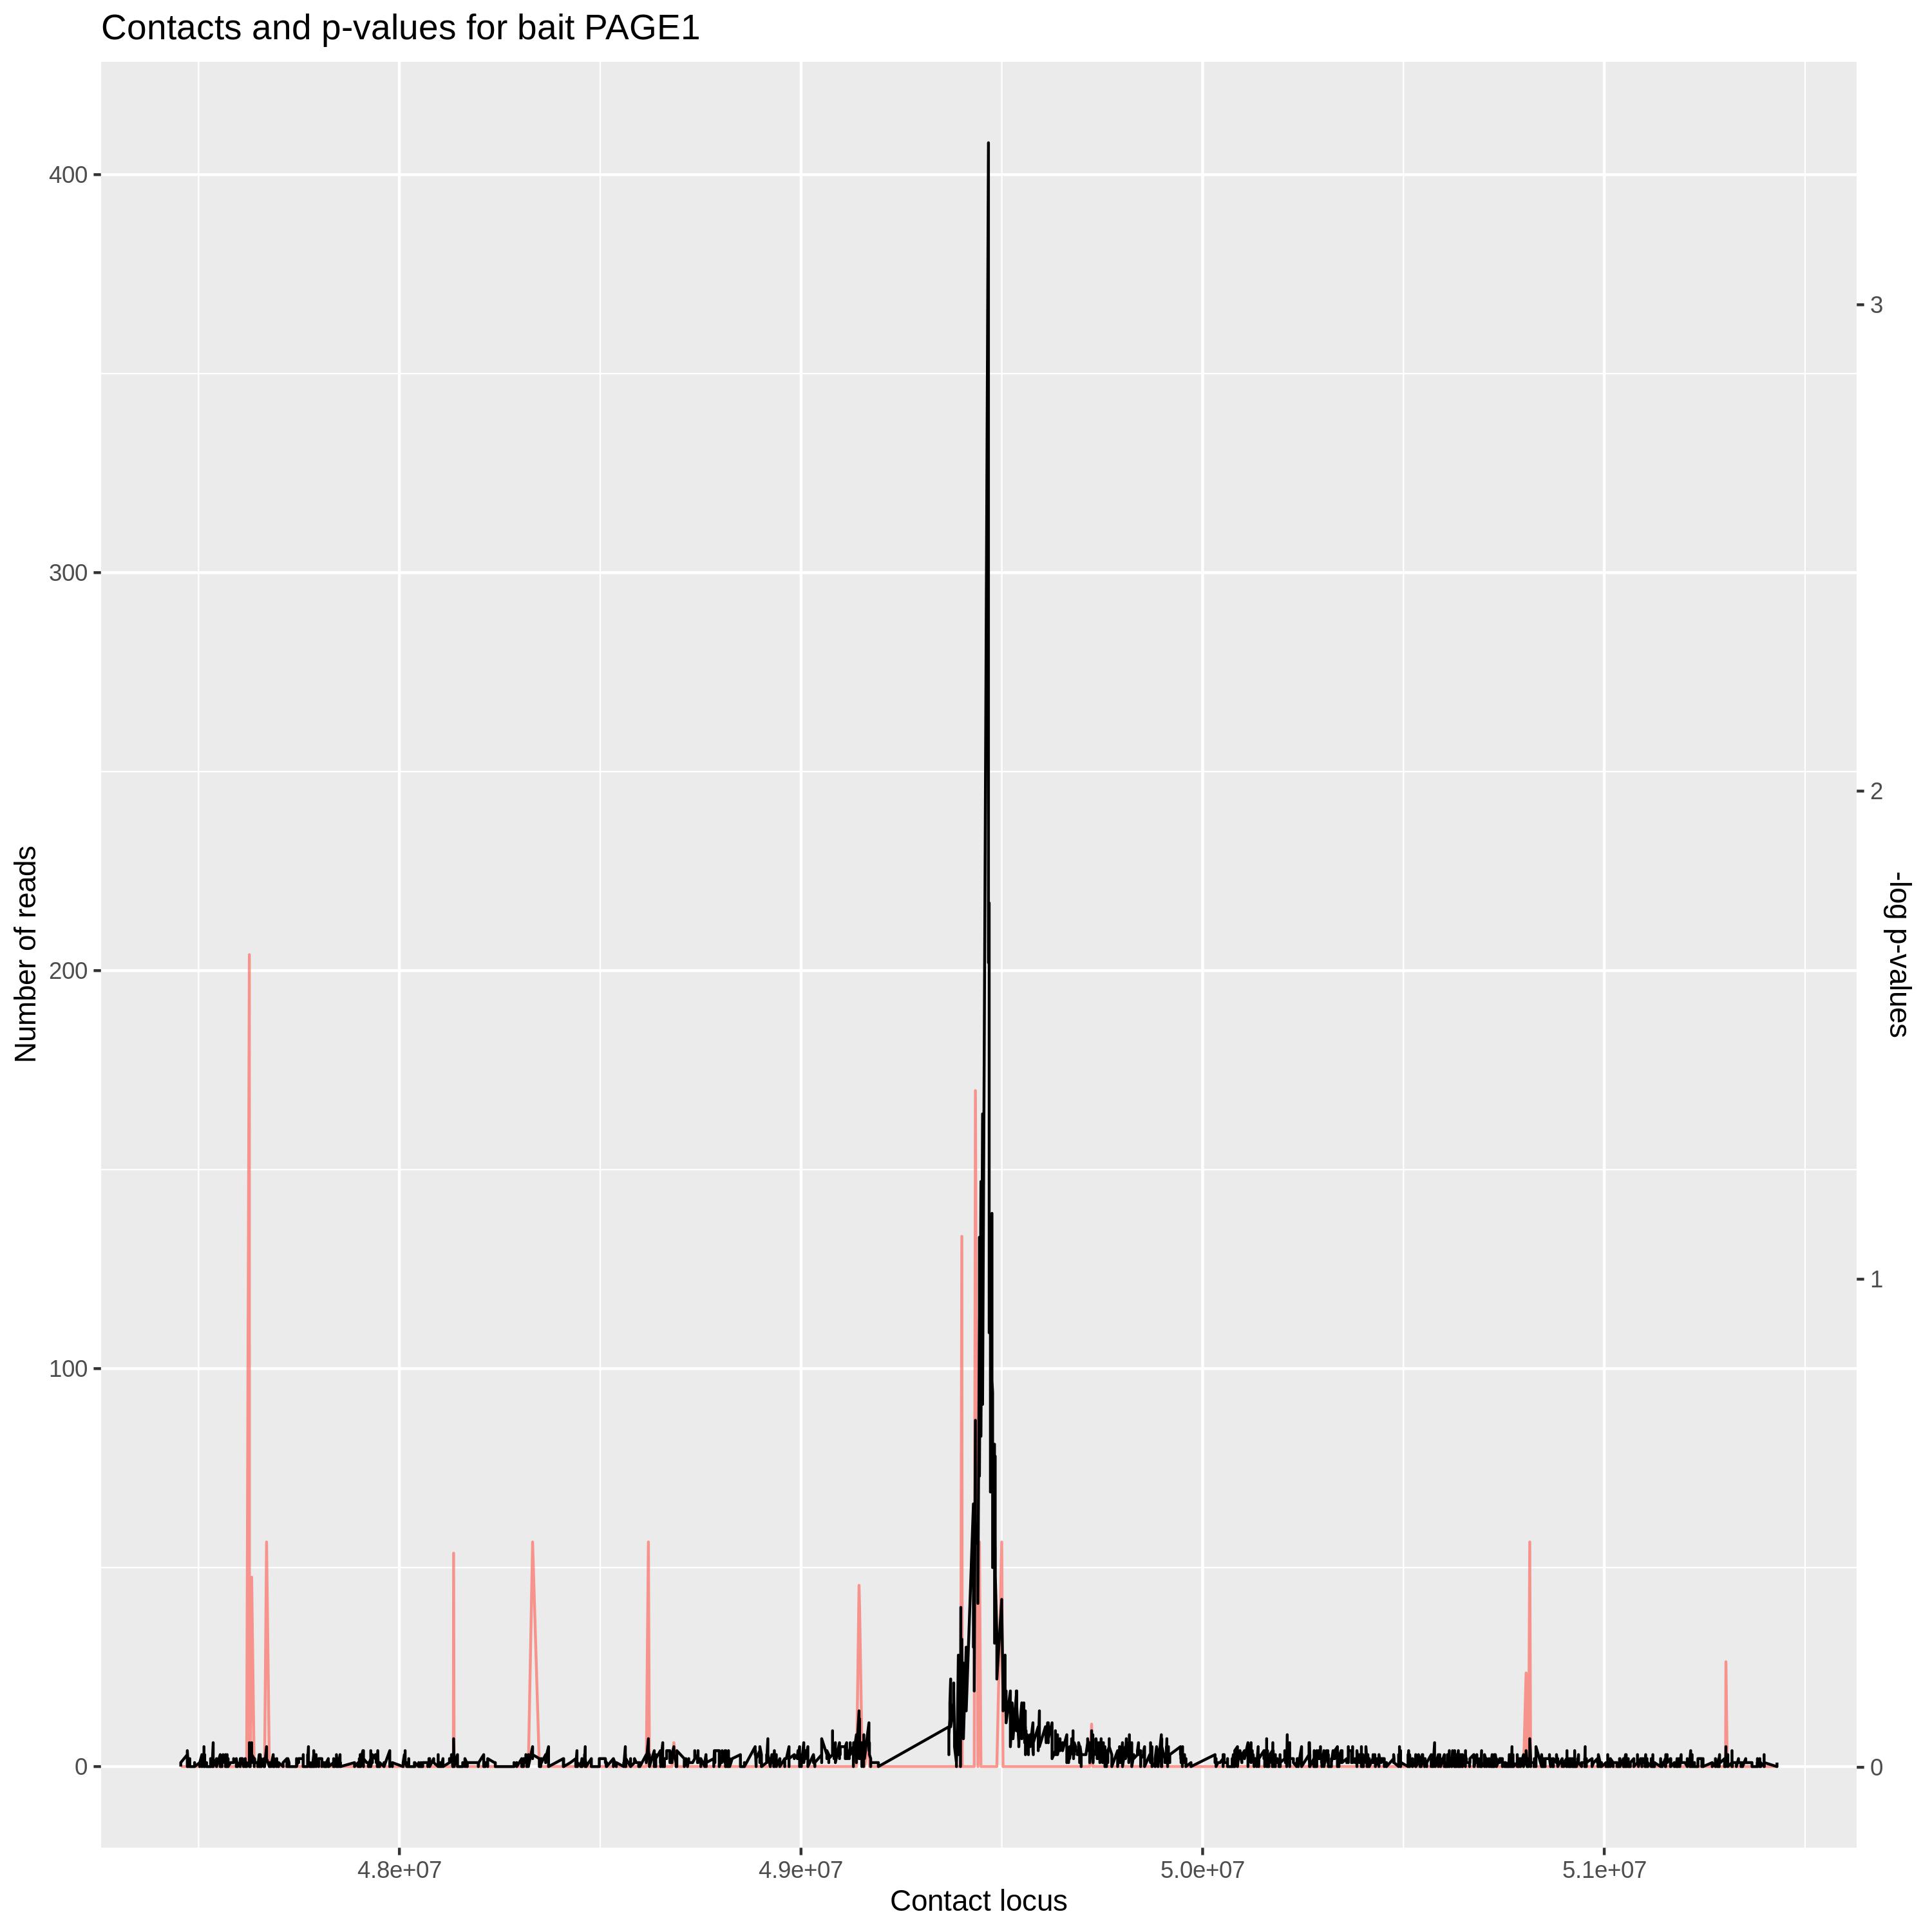 Contacts and p-values for bait PAGE1
400
300
200
100
0
Number of reads
3
2
1
0
-log p-values
4.8e+07 4.9e+07 5.0e+07 5.1e+07
Contact locus